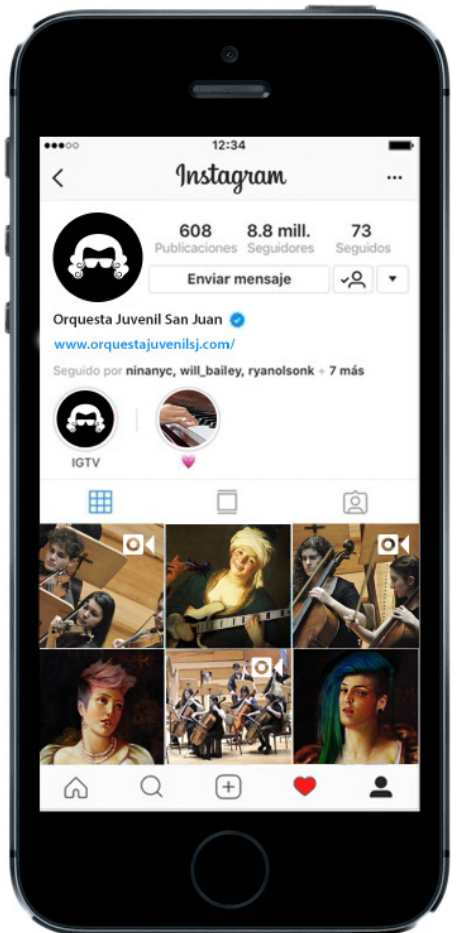 12:34
Instagram
608 8.8 mill. 73
Publicaciones Seguidores Seguidos
Enviar mensaje
Orquesta Juvenil San Juan
www.orquestajuvenilsj.com/
Seguido por ninanyc, will_bailey, ryanolsonk + 7 más
IGTV